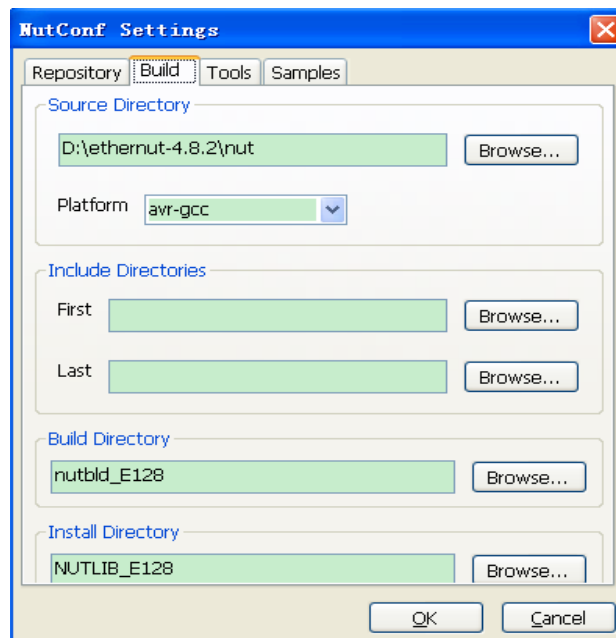 NutConf Settings
Repository Build Tools Samples
Source Directory
D:\ethernut-4.8.2\nut Browse...
Platform avr-gcc
Include Directories
First Browse...
Last Browse...
Build Directory
nutbld_E128 Browse...
Install Directory
NUTLIB_E128 Browse...
OK Cancel